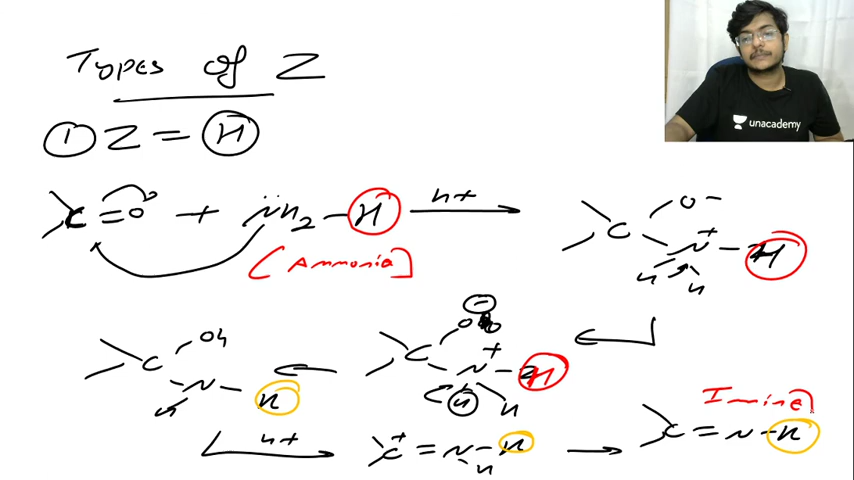 Types of Z
① Z = H
C = O + NH2 - H H+
(Ammonia)
O-
C
N+ - H
H H
O-
C
N+ - H
H H
OH
C
N - H
H
H+
C+ = N - H
H
Imine
C = N - H
unacademy